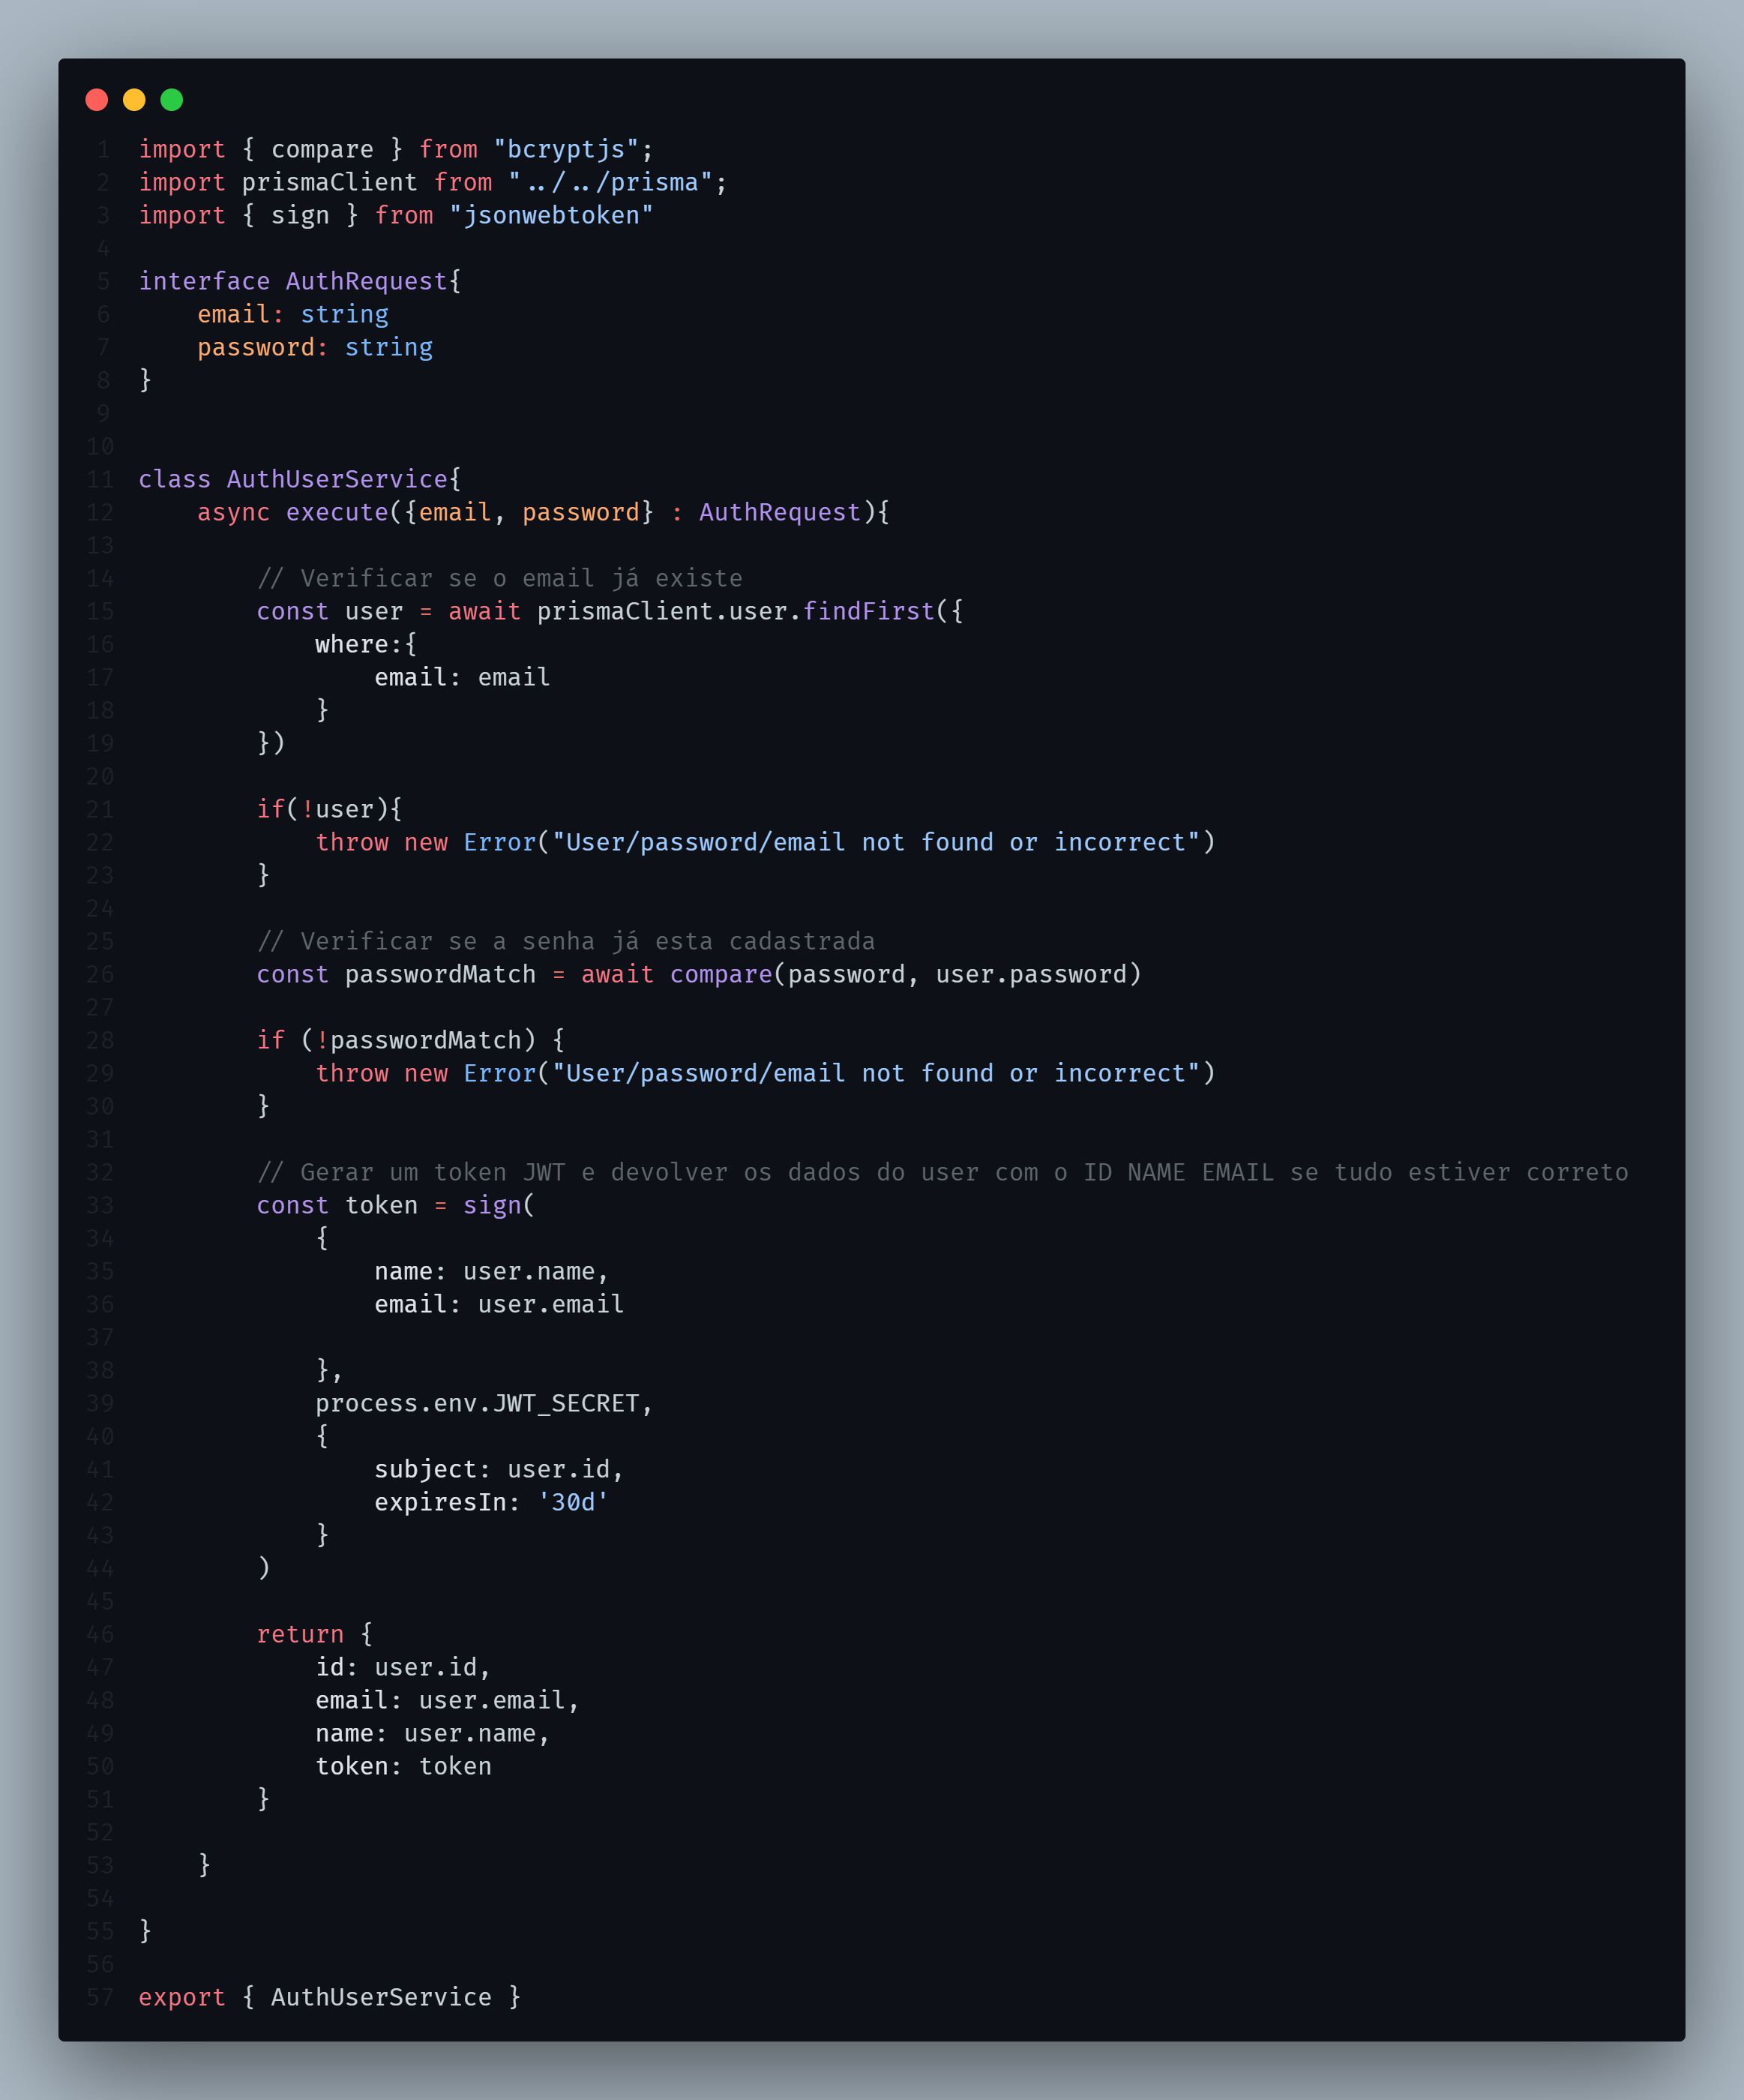 1 import { compare } from "bcryptjs";
2 import prismaClient from "../../prisma";
3 import { sign } from "jsonwebtoken"
4
5 interface AuthRequest{
6     email: string
7     password: string
8 }
9
10
11 class AuthUserService{
12     async execute({email, password} : AuthRequest){
13
14         // Verificar se o email já existe
15         const user = await prismaClient.user.findFirst({
16             where:{
17                 email: email
18             }
19         })
20
21         if(!user){
22             throw new Error("User/password/email not found or incorrect")
23         }
24
25         // Verificar se a senha já esta cadastrada
26         const passwordMatch = await compare(password, user.password)
27
28         if (!passwordMatch) {
29             throw new Error("User/password/email not found or incorrect")
30         }
31
32         // Gerar um token JWT e devolver os dados do user com o ID NAME EMAIL se tudo estiver correto
33         const token = sign(
34             {
35                 name: user.name,
36                 email: user.email
37
38             },
39             process.env.JWT_SECRET,
40             {
41                 subject: user.id,
42                 expiresIn: '30d'
43             }
44         )
45
46         return {
47             id: user.id,
48             email: user.email,
49             name: user.name,
50             token: token
51         }
52
53     }
54
55 }
56
57 export { AuthUserService }